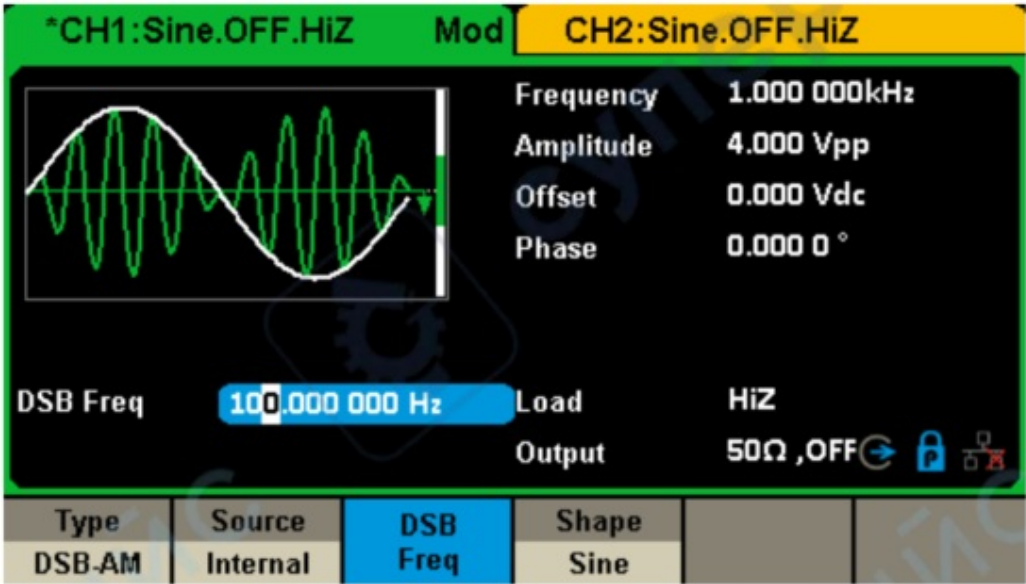 *CH1:Sine.OFF.HiZ Mod CH2:Sine.OFF.HiZ
Frequency 1.000 000kHz
Amplitude 4.000 Vpp
Offset 0.000 Vdc
Phase 0.000 0 °
DSB Freq 100.000 000 Hz Load HiZ
Output 50Ω ,OFF P
Type Source DSB Freq Shape
DSB-AM Internal Sine